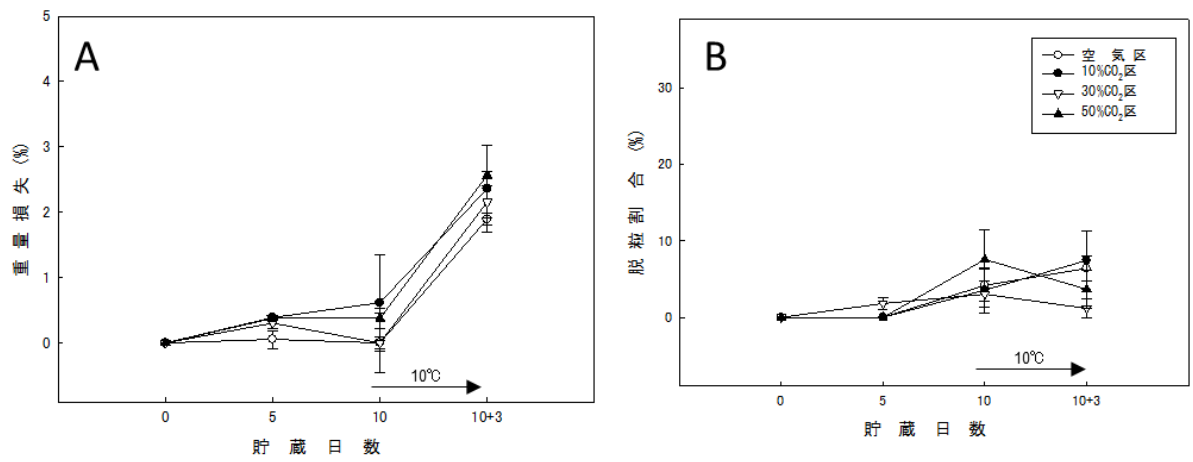 A
5
4
3
2
1
0
重量損失 (%)
10℃
0 5 10 10+3
貯蔵日数
B
空 気 区
10%CO₂区
30%CO₂区
50%CO₂区
30
20
10
0
脱粒割合 (%)
10℃
0 5 10 10+3
貯蔵日数